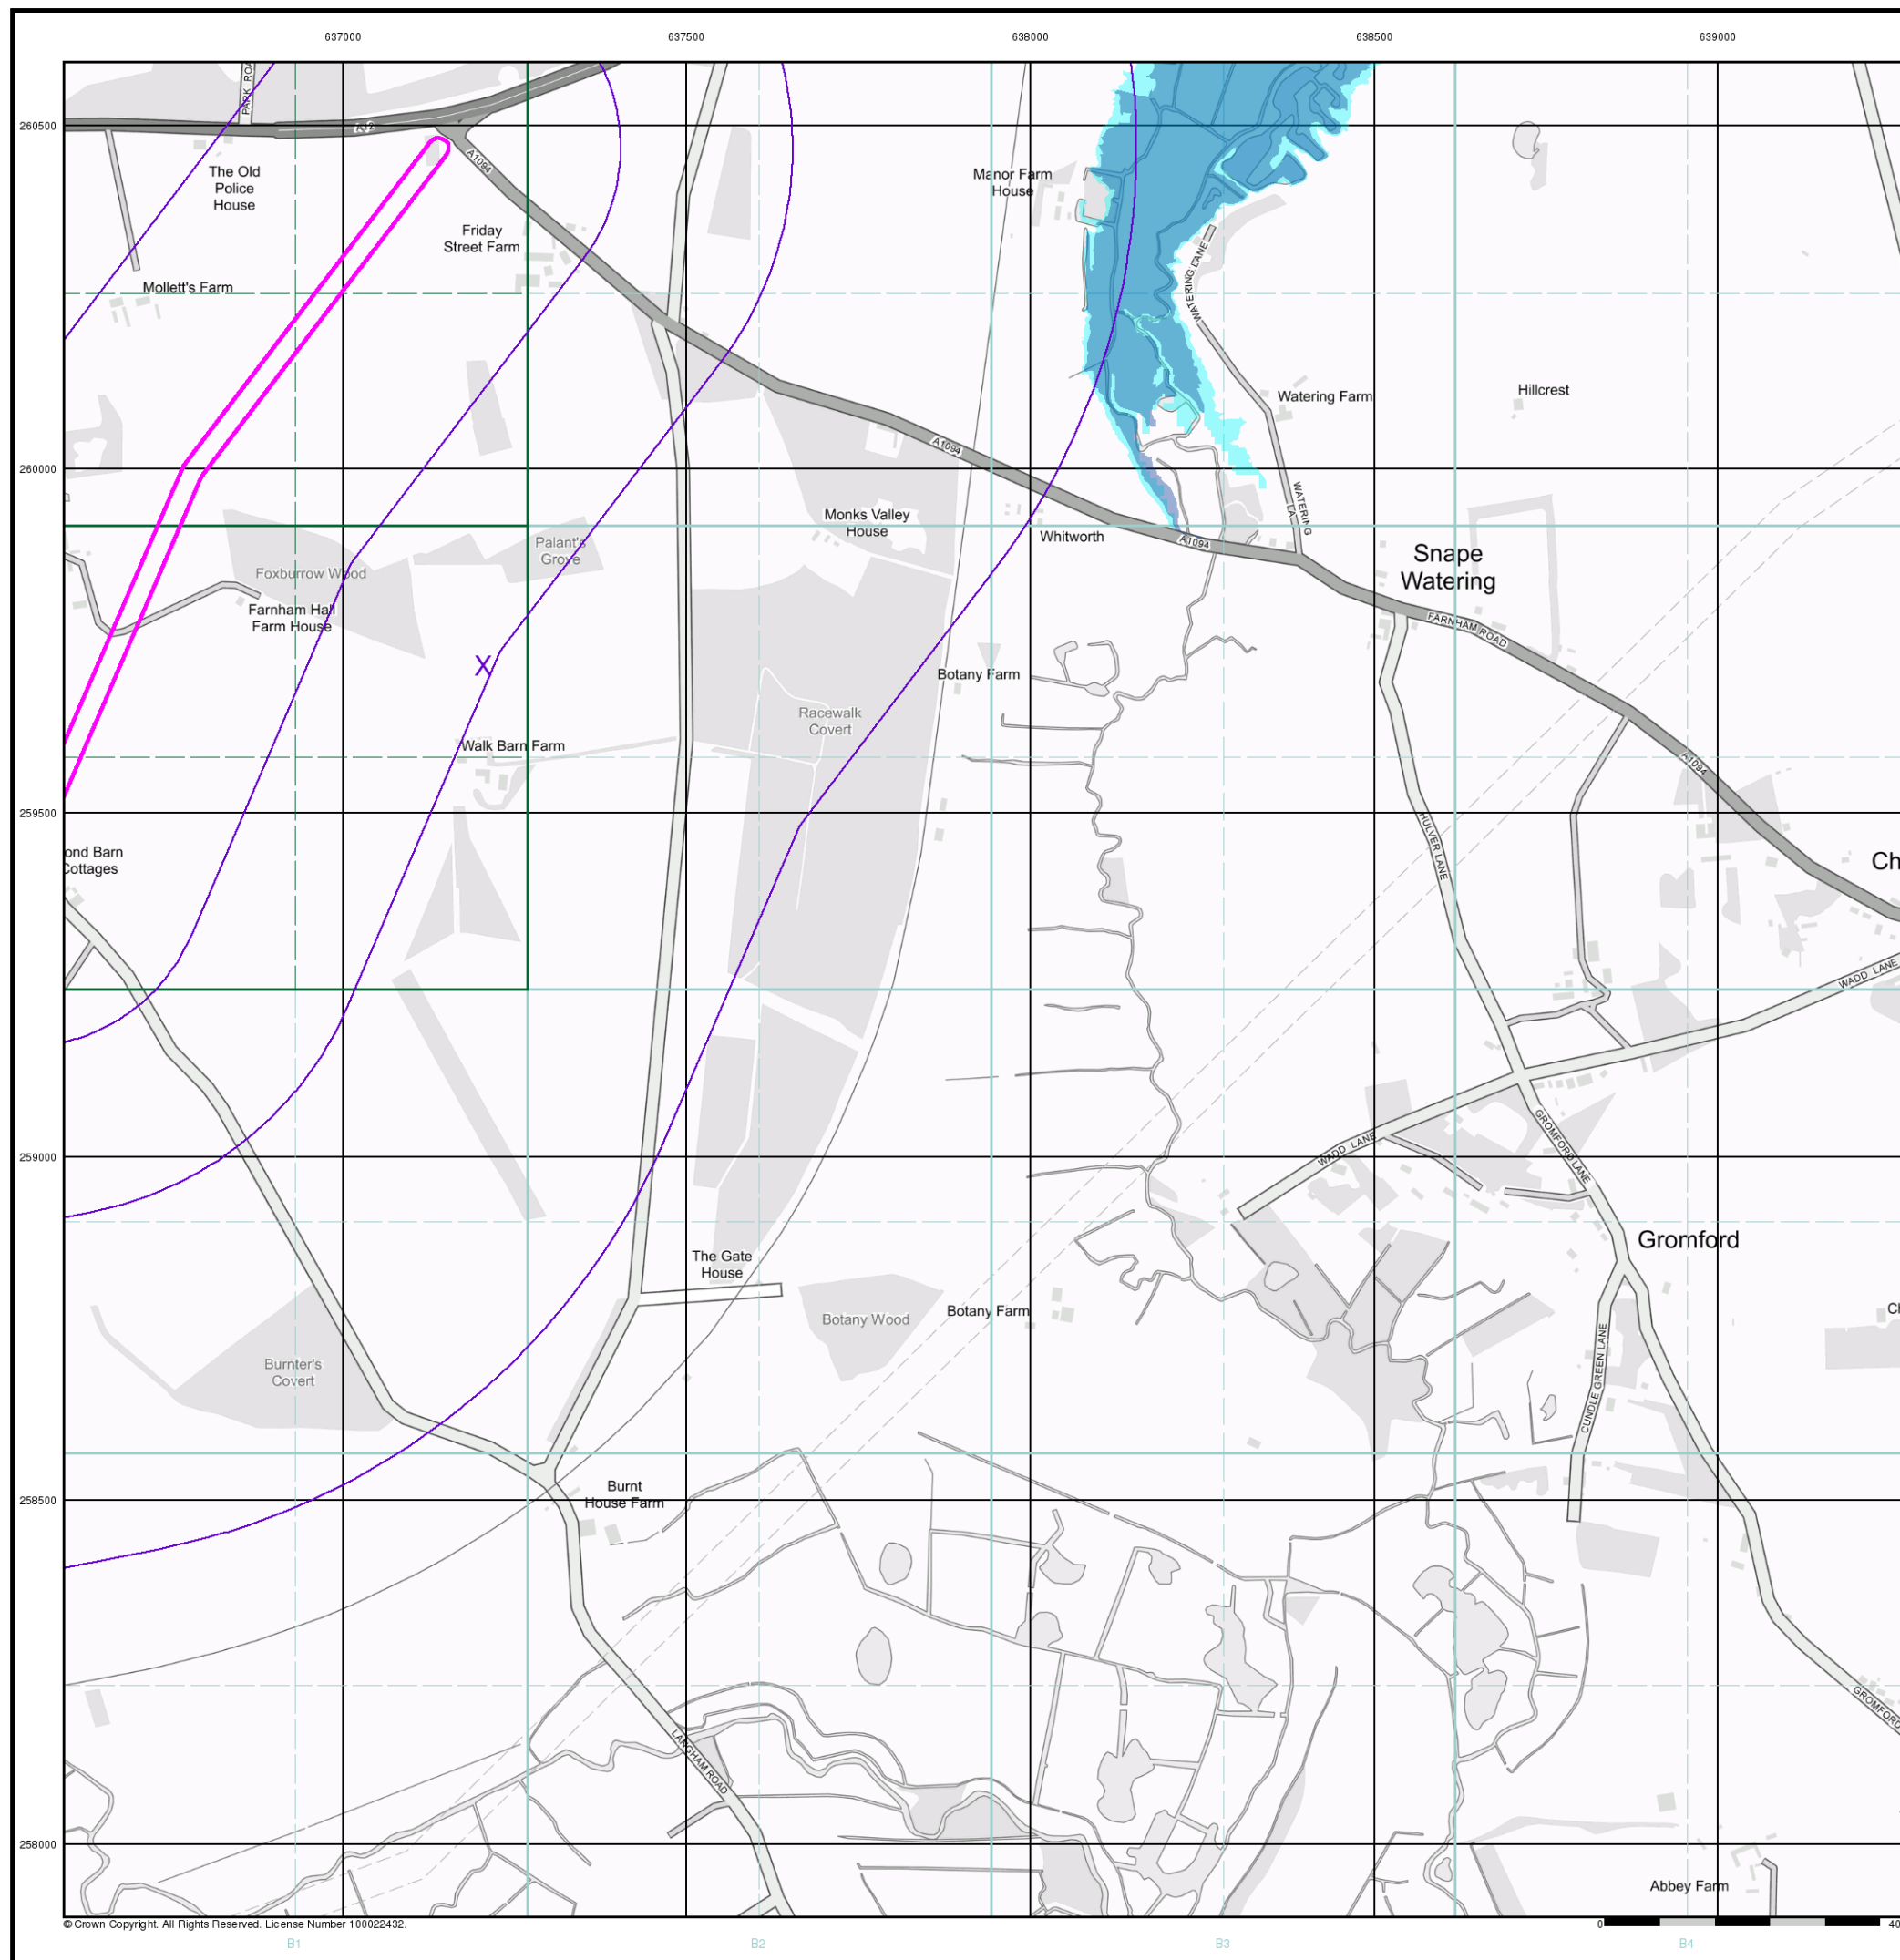 637000
637500
638000
638500
639000
260500
260000
259500
259000
258500
258000
A12
The Old
Police
House
A1094
Friday
Street Farm
Mollett's Farm
Manor Farm
House
WATERING LANE
Watering Farm
Hillcrest
A1094
Monks Valley
House
Whitworth
A1094
WATERING
LA
Snape
Watering
FARNHAM ROAD
Palant's
Grove
Foxburrow Wood
Farnham Hall
Farm House
X
Botany Farm
Racewalk
Covert
Walk Barn Farm
A1094
HULVER LANE
ond Barn
Cottages
Ch
WADD LANE
WADD LANE
GROMFORD LANE
Gromford
The Gate
House
Botany Wood
Botany Farm
Burnter's
Covert
CUNDLE GREEN LANE
Burnt
House Farm
GROMFORD
LANGHAM ROAD
Abbey Farm
© Crown Copyright. All Rights Reserved. License Number 100022432.
0
40
B1
B2
B3
B4